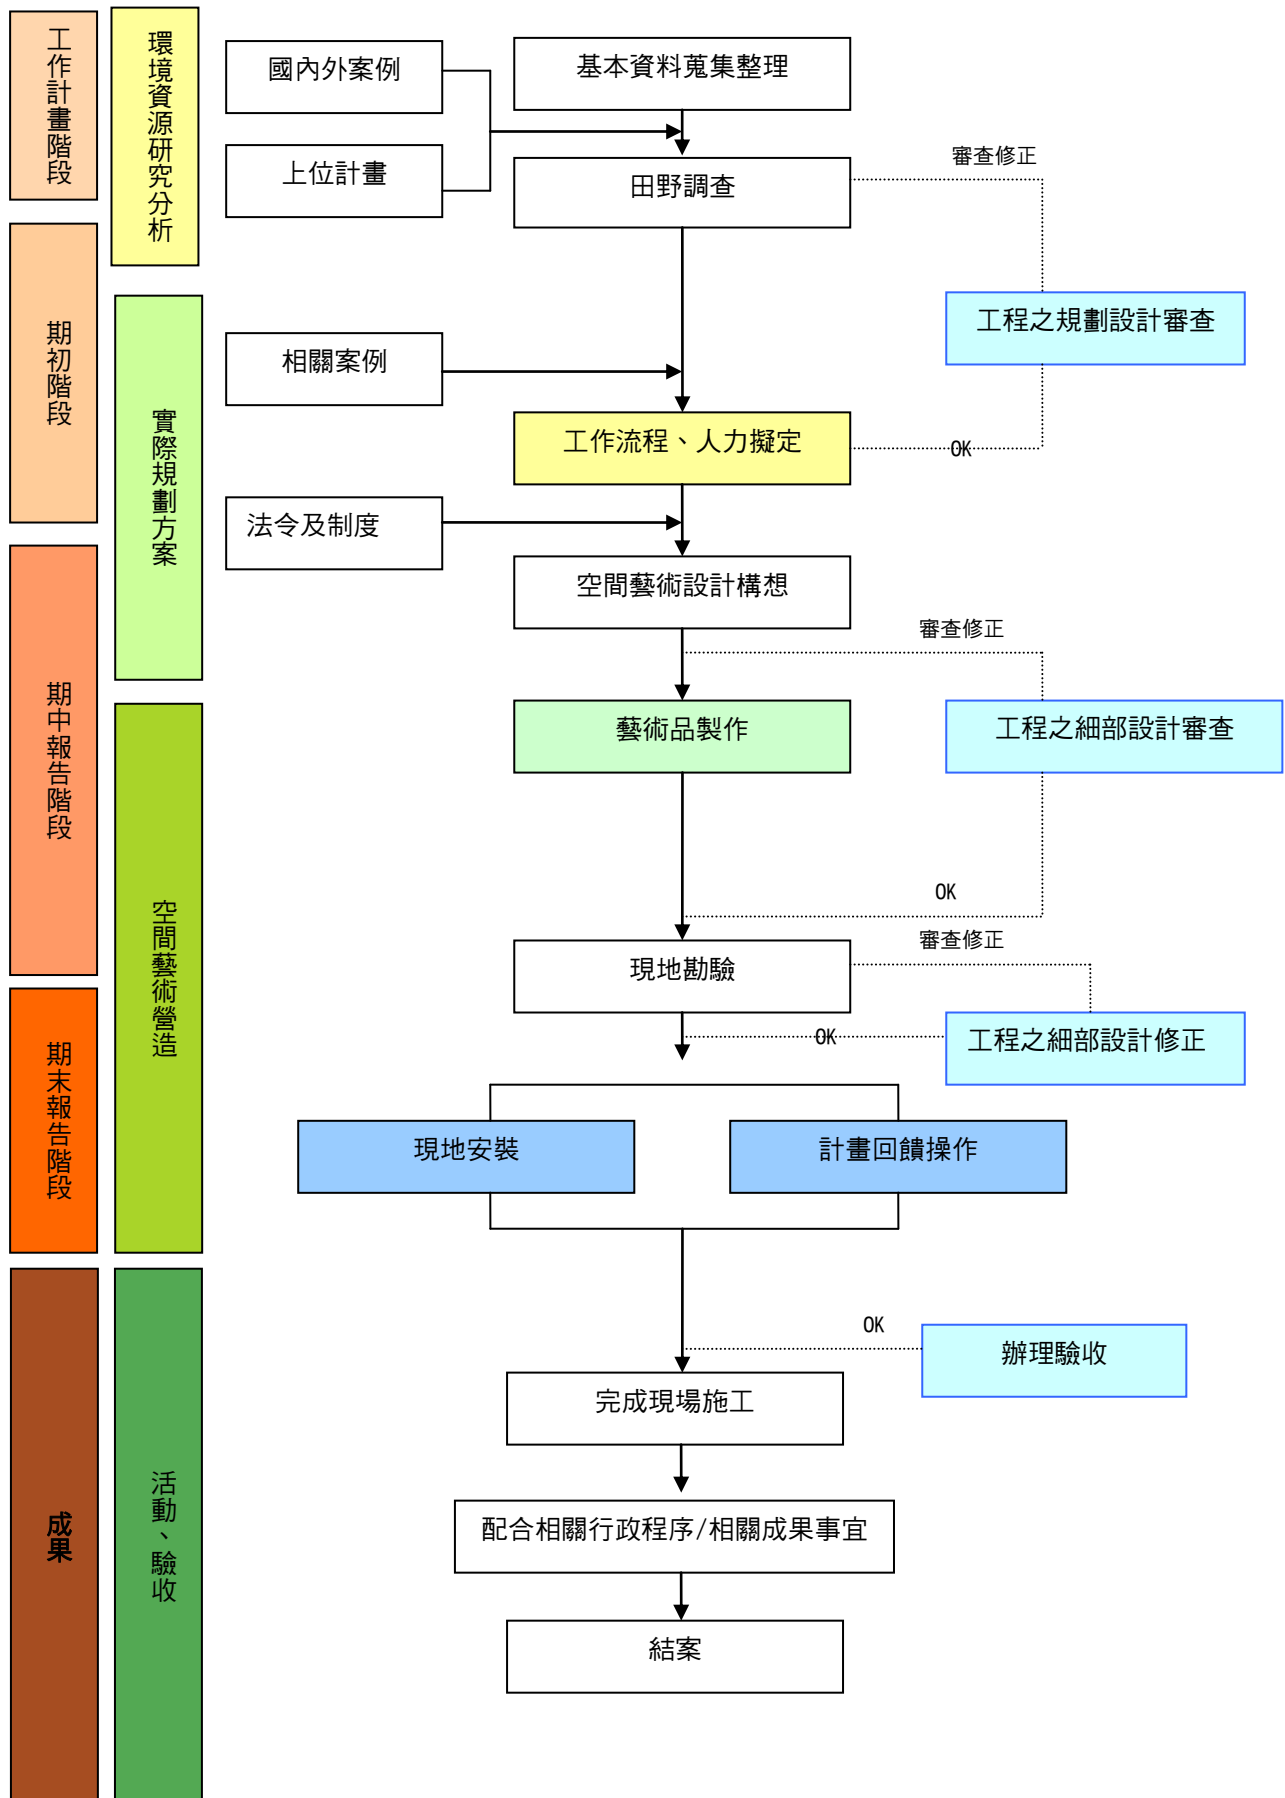 工作計畫階段
環境資源研究分析
國內外案例
基本資料蒐集整理
上位計畫
田野調查
審查修正
期初階段
實際規劃方案
工程之規劃設計審查
相關案例
工作流程、人力擬定
OK
法令及制度
空間藝術設計構想
期中報告階段
空間藝術營造
審查修正
藝術品製作
工程之細部設計審查
OK
現地勘驗
審查修正
期末報告階段
OK
工程之細部設計修正
現地安裝
計畫回饋操作
成果
活動、驗收
OK
辦理驗收
完成現場施工
配合相關行政程序/相關成果事宜
結案